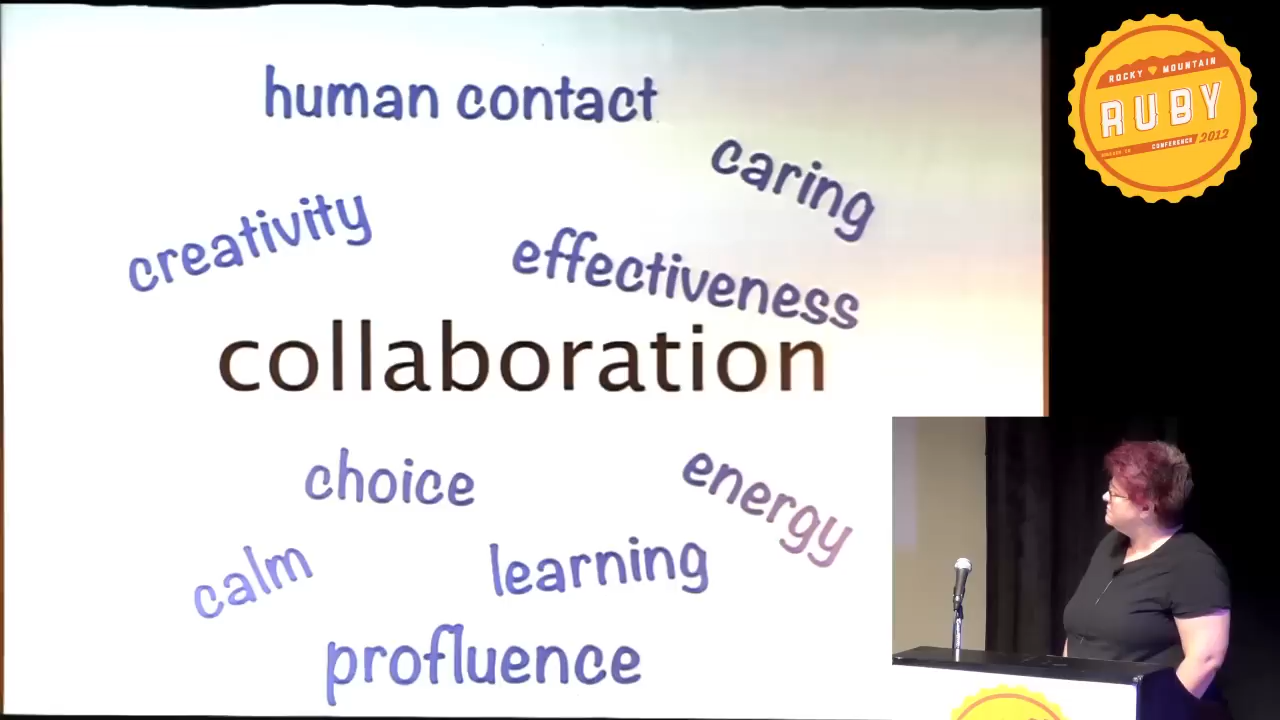 human contact
caring
creativity
effectiveness
collaboration
choice
energy
calm
learning
profluence
ROCKY MOUNTAIN
RUBY
CONFERENCE 2012